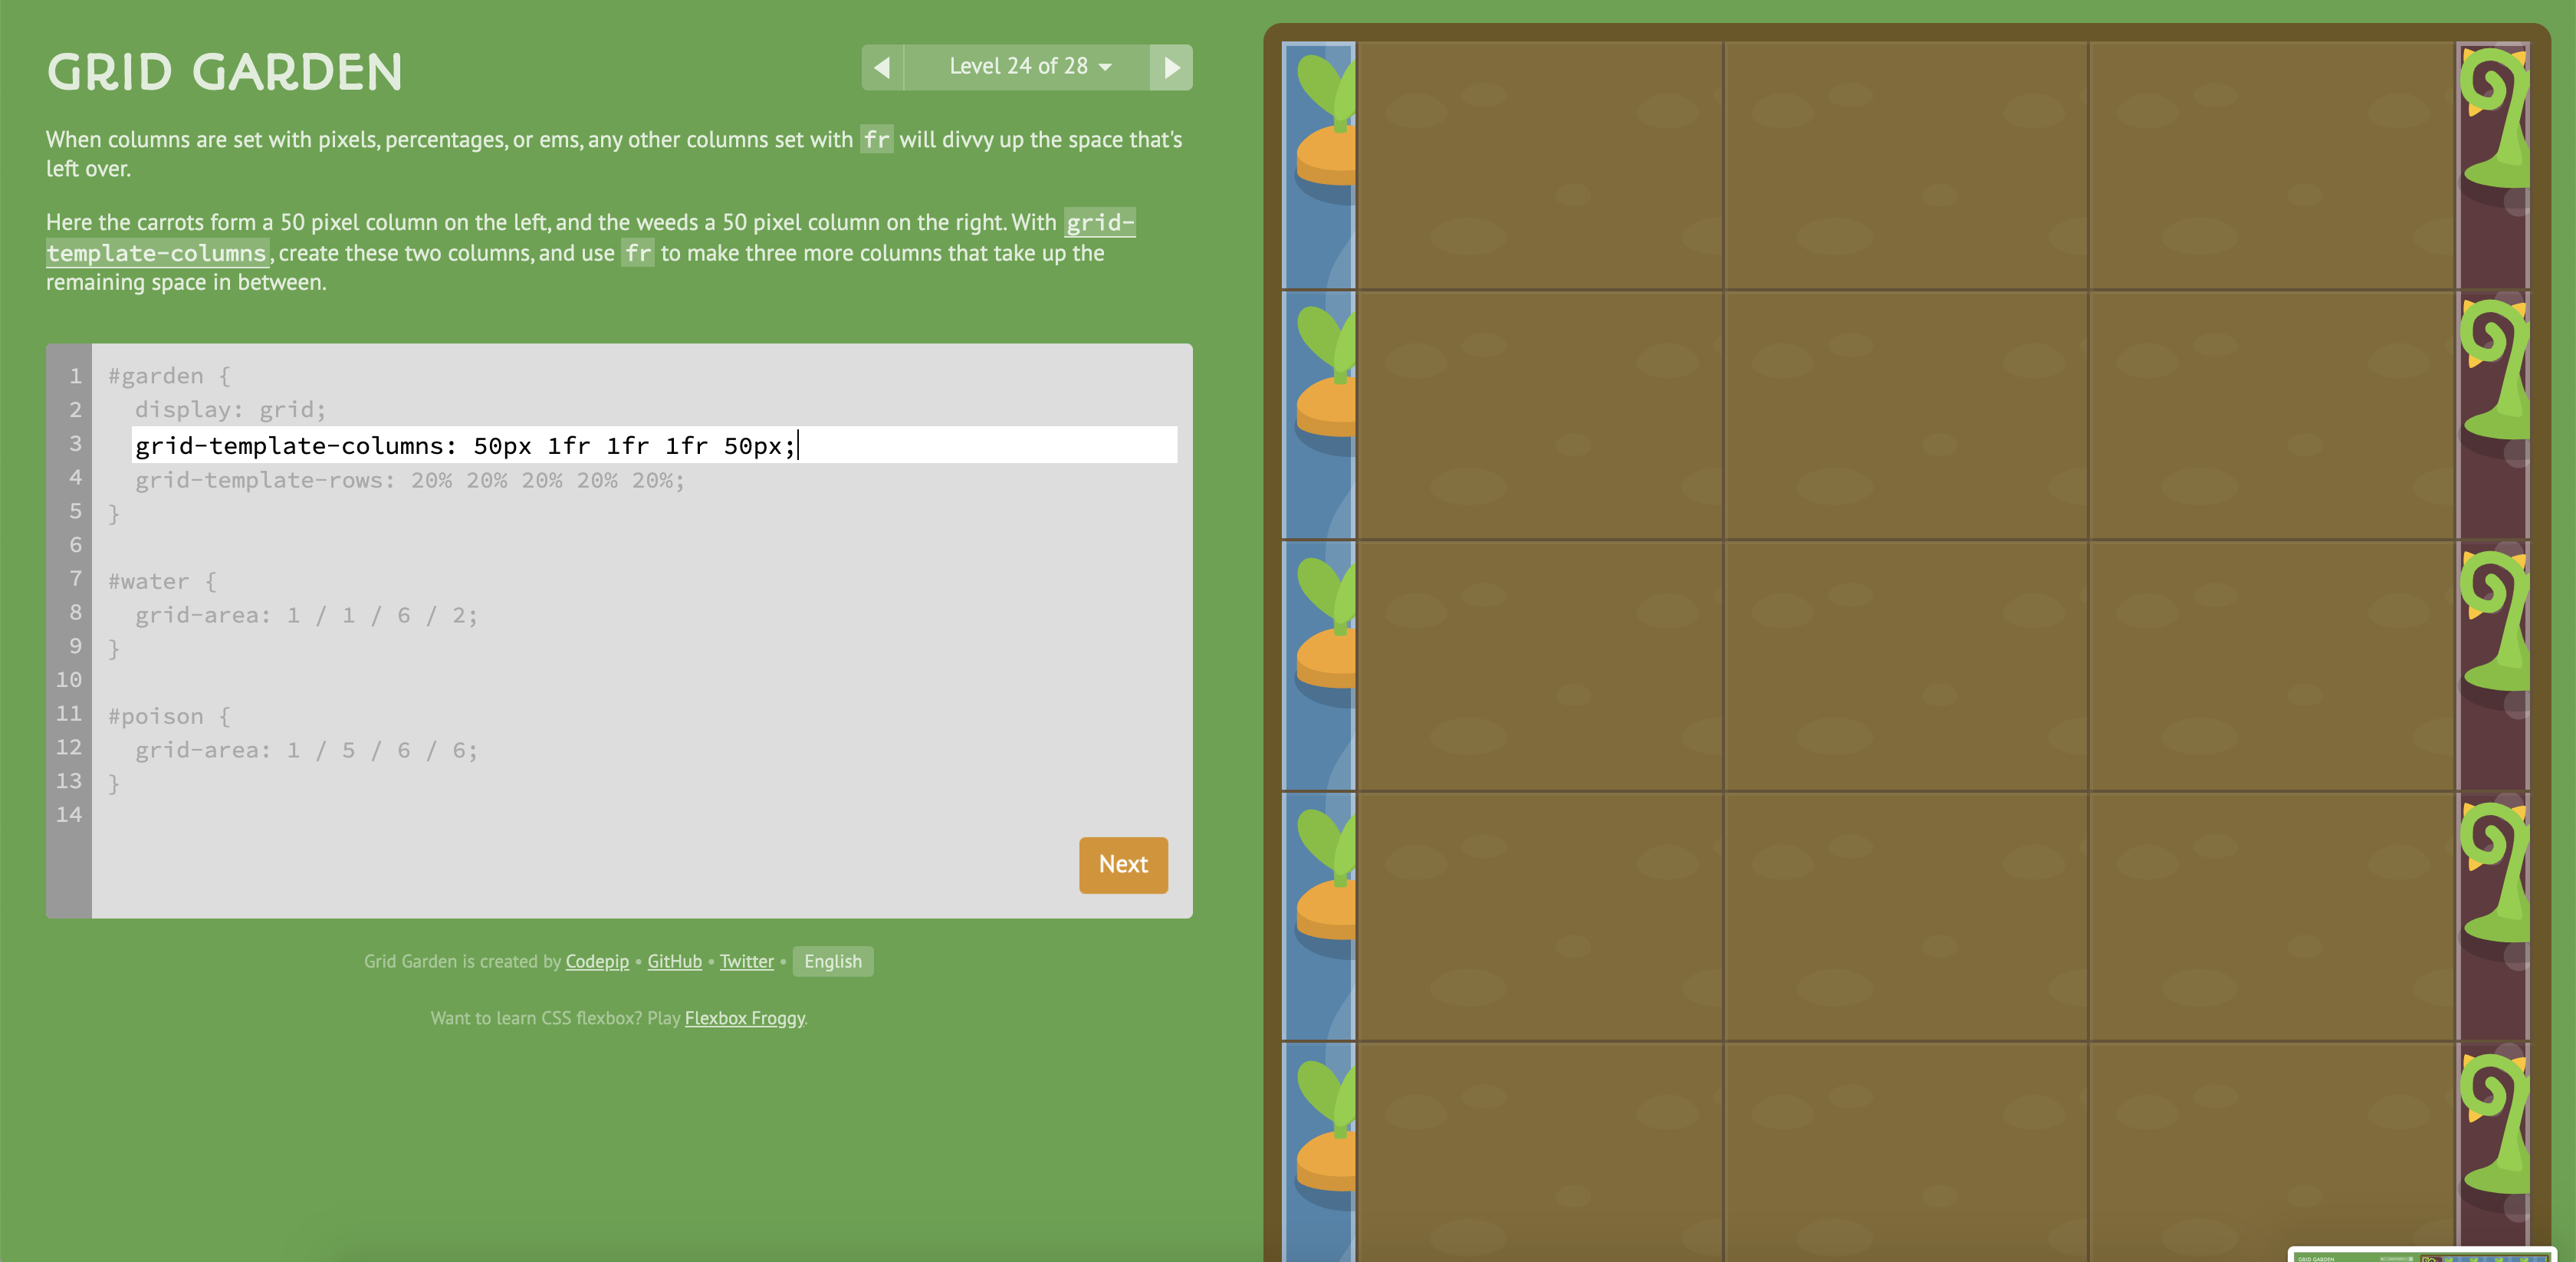 GRID GARDEN
Level 24 of 28
When columns are set with pixels, percentages, or ems, any other columns set with fr will divvy up the space that's
left over.
Here the carrots form a 50 pixel column on the left, and the weeds a 50 pixel column on the right. With grid-
template-columns, create these two columns, and use fr to make three more columns that take up the
remaining space in between.
1 #garden {
2 display: grid;
3 grid-template-columns: 50px 1fr 1fr 1fr 50px;
4 grid-template-rows: 20% 20% 20% 20% 20%;
5 }
6
7 #water {
8 grid-area: 1 / 1 / 6 / 2;
9 }
10
11 #poison {
12 grid-area: 1 / 5 / 6 / 6;
13 }
14
Next
Grid Garden is created by Codepip • GitHub • Twitter • English
Want to learn CSS flexbox? Play Flexbox Froggy.
GRID GARDEN